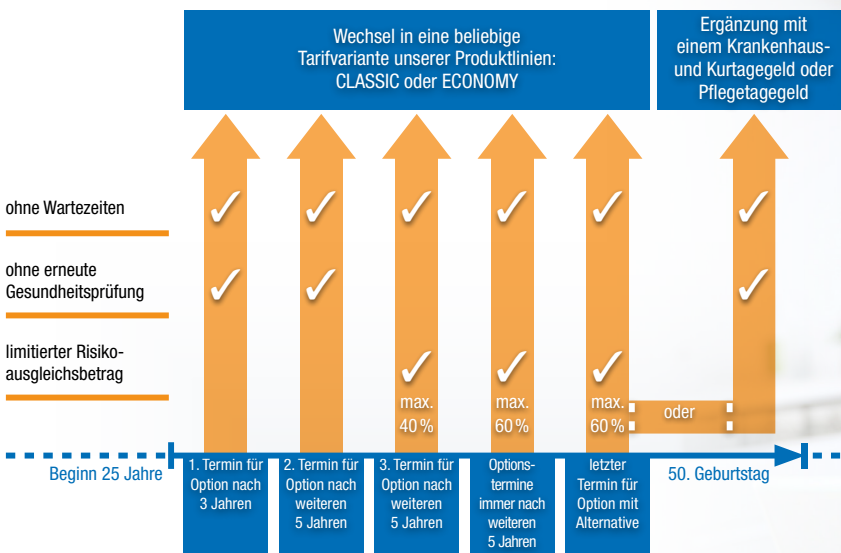 Wechsel in eine beliebige
Tarifvariante unserer Produktlinien:
CLASSIC oder ECONOMY
Ergänzung mit
einem Krankenhaus-
und Kurtagegeld oder
Pflegetagegeld
ohne Wartezeiten
ohne erneute
Gesundheitsprüfung
limitierter Risiko-
ausgleichsbetrag
max.
40 %
max.
60 %
max.
60 %
oder
Beginn 25 Jahre
1. Termin für
Option nach
3 Jahren
2. Termin für
Option nach
weiteren
5 Jahren
3. Termin für
Option nach
weiteren
5 Jahren
Options-
termine
immer nach
weiteren
5 Jahren
letzter
Termin für
Option mit
Alternative
50. Geburtstag